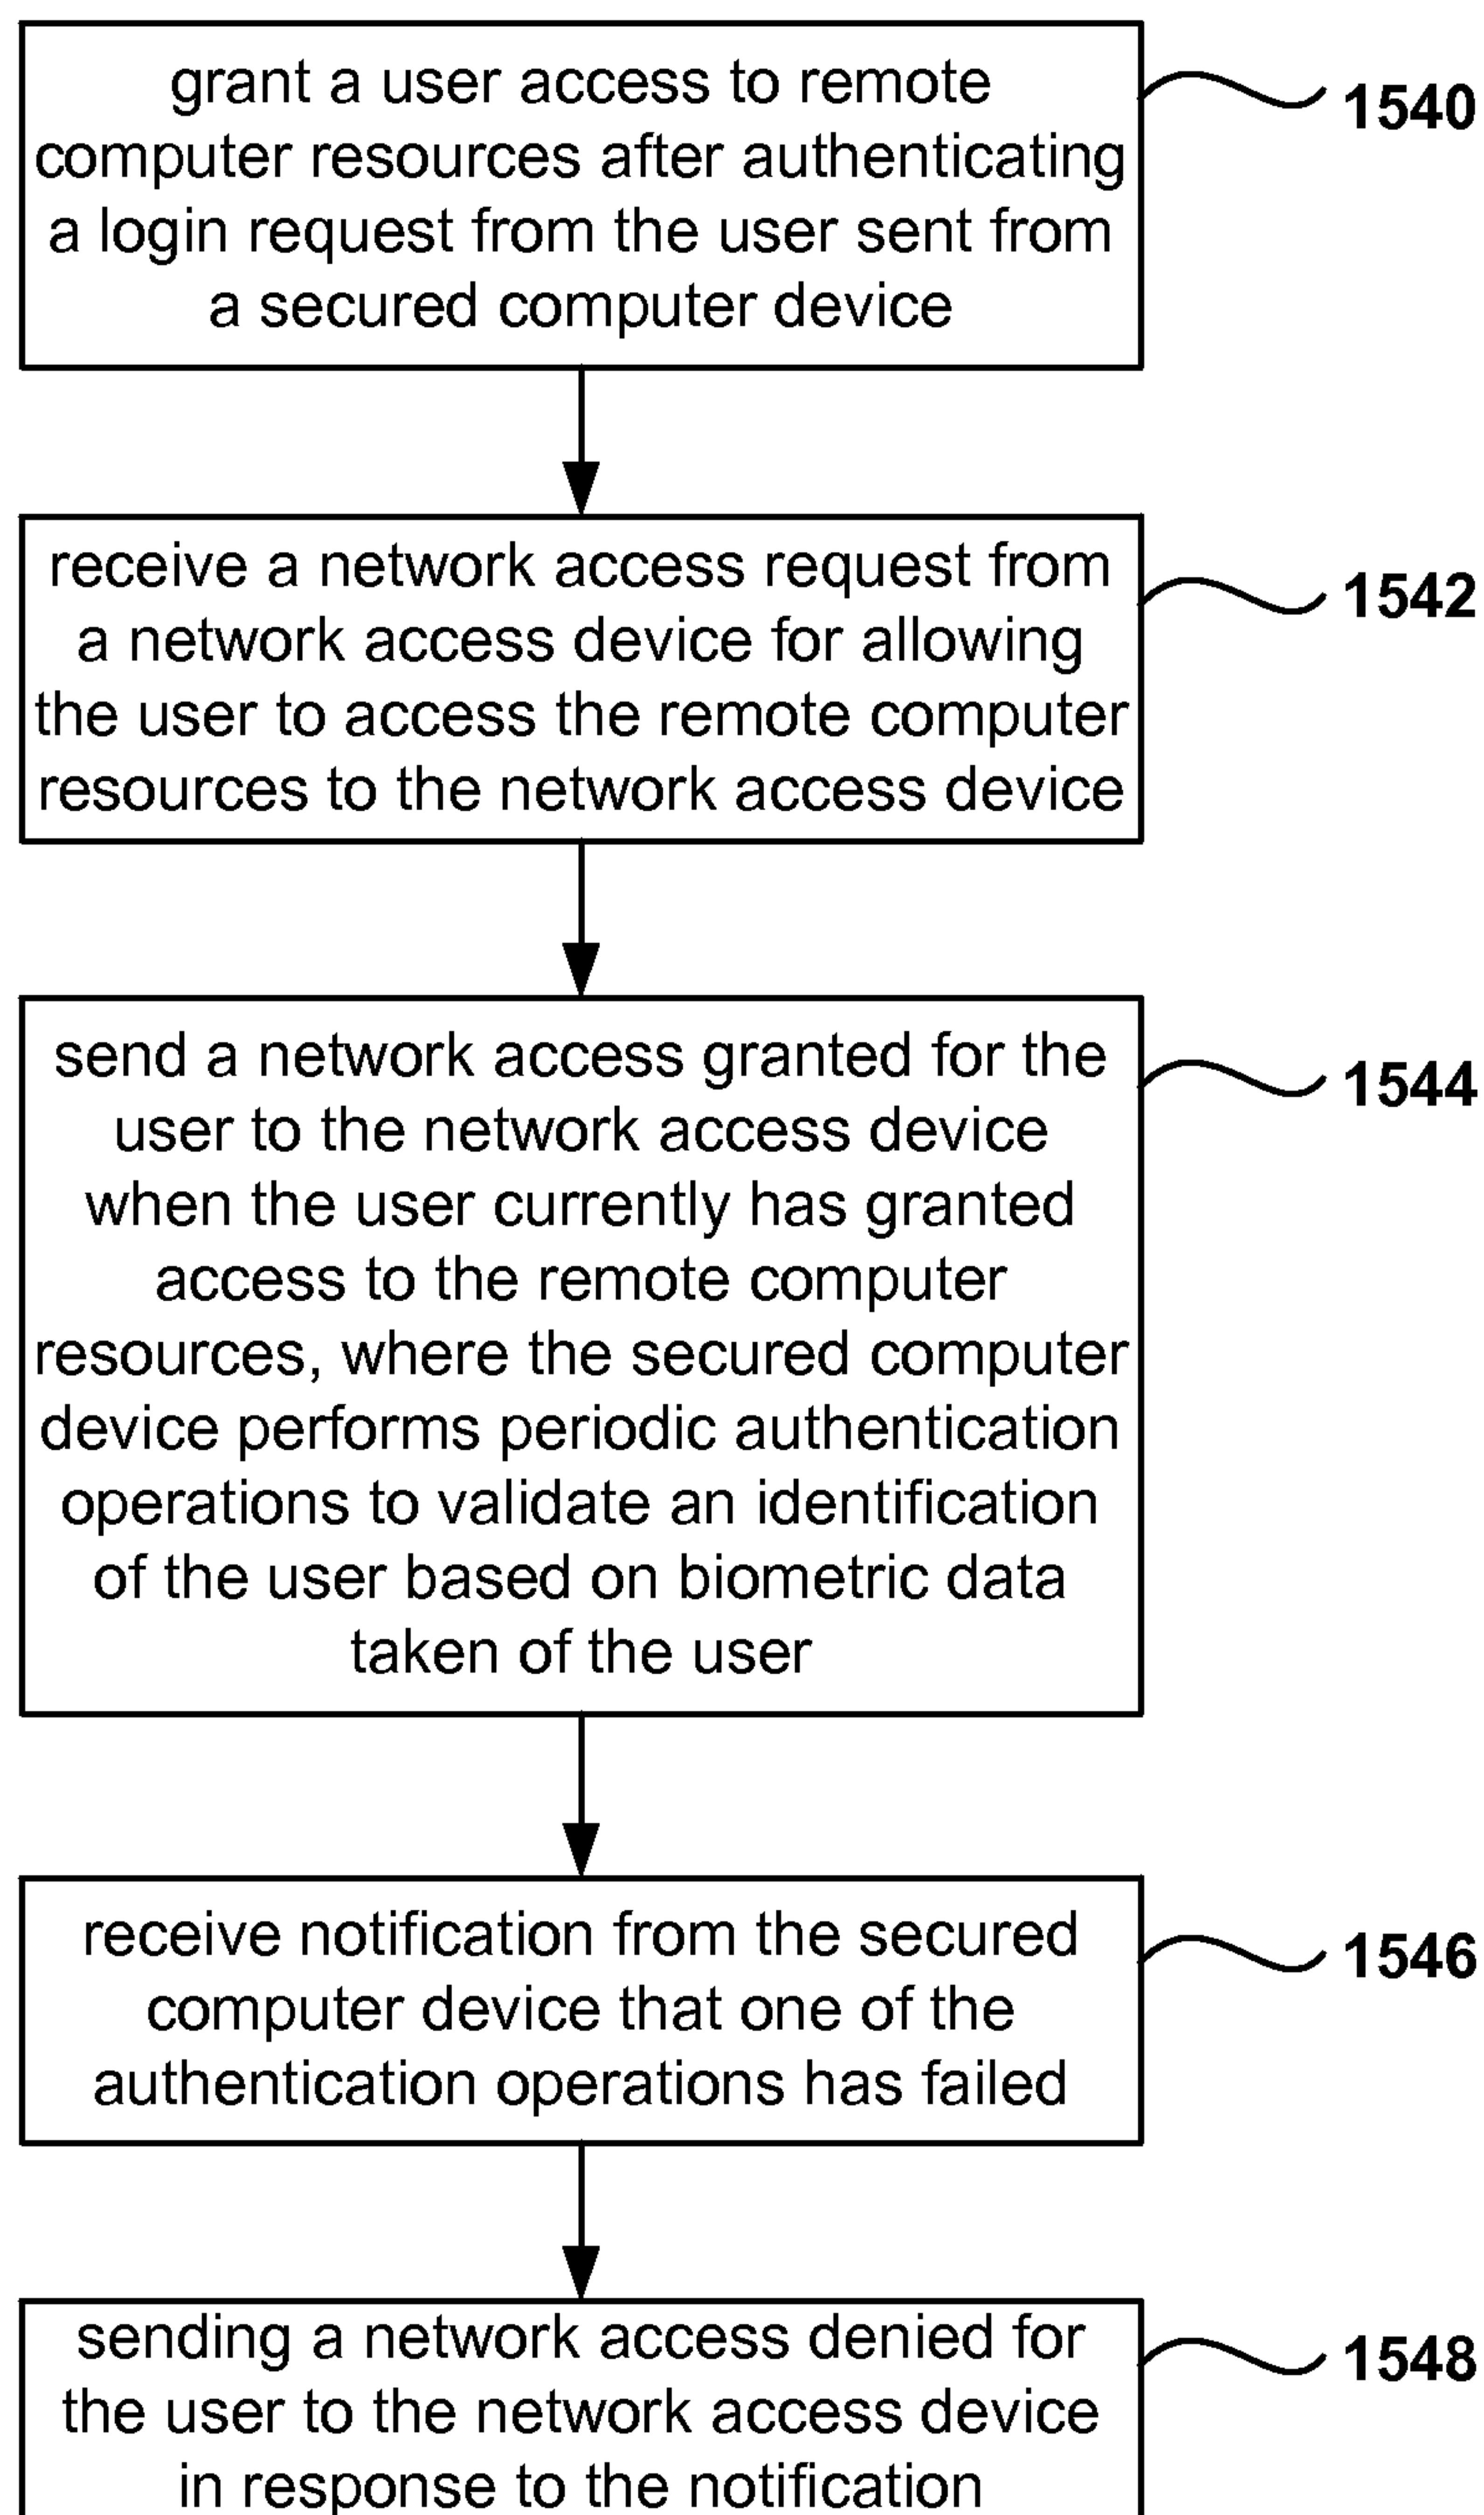 grant a user access to remote
computer resources after authenticating
a login request from the user sent from
a secured computer device
1540
receive a network access request from
a network access device for allowing
the user to access the remote computer
resources to the network access device
1542
send a network access granted for the
user to the network access device
when the user currently has granted
access to the remote computer
resources, where the secured computer
device performs periodic authentication
operations to validate an identification
of the user based on biometric data
taken of the user
1544
receive notification from the secured
computer device that one of the
authentication operations has failed
1546
sending a network access denied for
the user to the network access device
in response to the notification
1548